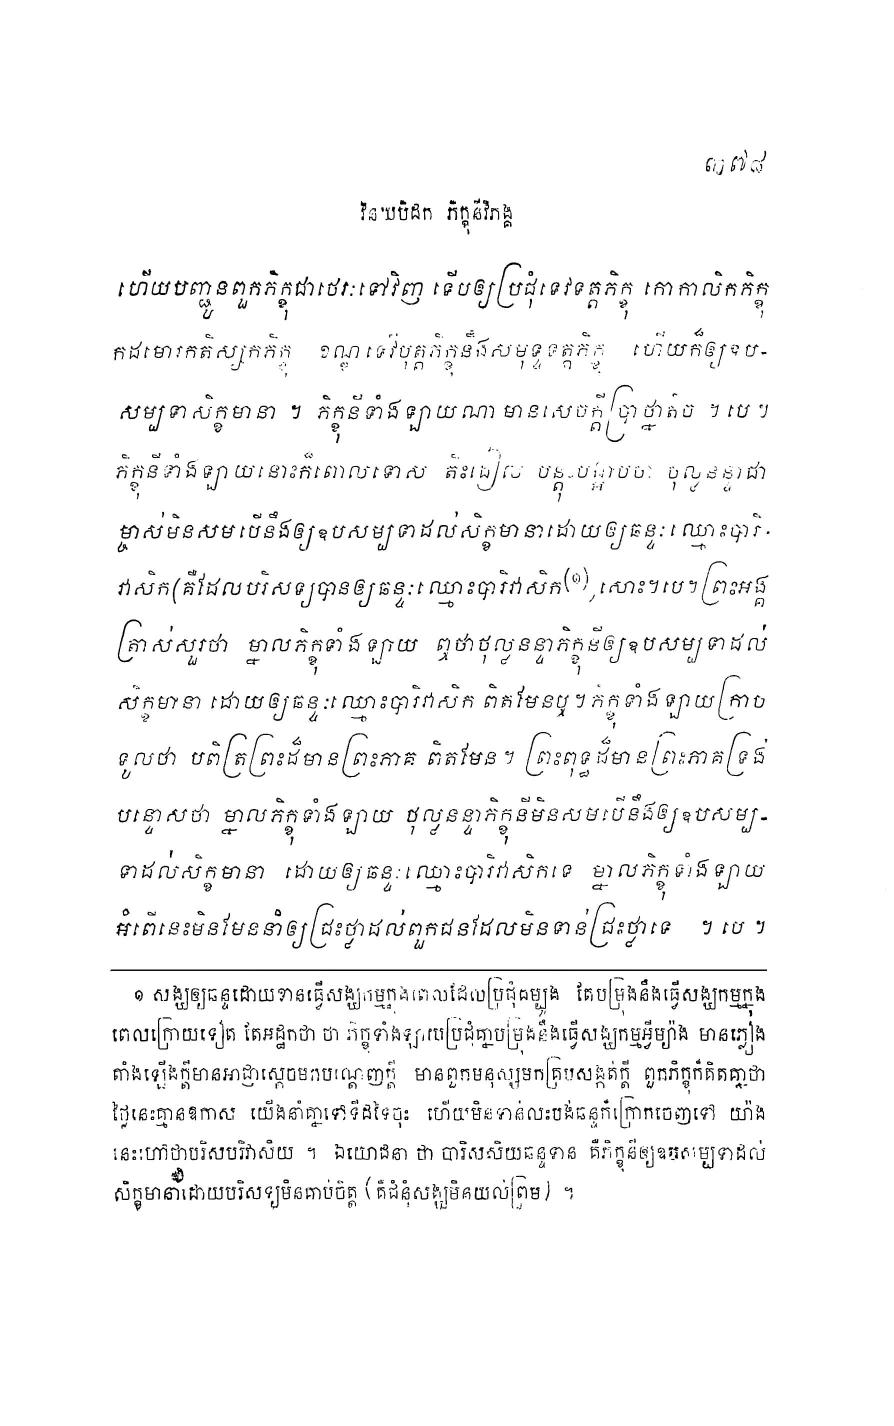 ៣៧៨
វិនយបិដក ភិក្ខុនីវិភង្គ
ហើយបញ្ជូនពួកភិក្ខុជាថេរៈទៅវិញ ទើបឲ្យប្រជុំទេវទត្តភិក្ខុ កោកាលិកភិក្ខុ
កដមោរកតិស្សកភិក្ខុ ខណ្ឌទេវីបុត្តភិក្ខុនឹងសមុទ្ទទត្តភិក្ខុ ហើយក៏ឲ្យឧប-
សម្បទាសិក្ខមានា ។ ភិក្ខុនីទាំងឡាយណា មានសេចក្តីប្រាថ្នាតិច ។ បេ ។
ភិក្ខុនីទាំងឡាយនោះក៏ពោលទោស តិះដៀល បន្តុះបង្អាប់ថា ថុល្លនន្ទាជា
ម្ចាស់មិនសមបើនឹងឲ្យឧបសម្បទាដល់សិក្ខមានាដោយឲ្យឆន្ទៈឈ្មោះបារិ-
វាសិក(គឺដែលបរិសទ្យបានឲ្យឆន្ទៈឈ្មោះបារិវាសិក(១) សោះ។បេ។ ព្រះអង្គ
ត្រាស់សួរថា ម្នាលភិក្ខុទាំងឡាយ ឮថាថុល្លនន្ទាភិក្ខុនីឲ្យឧបសម្បទាដល់
សិក្ខមានា ដោយឲ្យឆន្ទៈឈ្មោះបារិវាសិក ពិតមែនឬ ។ ភិក្ខុទាំងឡាយក្រាប
ទូលថា បពិត្រព្រះដ៏មានព្រះភាគ ពិតមែន ។ ព្រះពុទ្ធដ៏មានព្រះភាគទ្រង់
បន្ទោសថា ម្នាលភិក្ខុទាំងឡាយ ថុល្លនន្ទាភិក្ខុនីមិនសមបើនឹងឲ្យឧបសម្ប-
ទាដល់សិក្ខមានា ដោយឲ្យឆន្ទៈឈ្មោះបារិវាសិកទេ ម្នាលភិក្ខុទាំងឡាយ
អំពើនេះមិនមែននាំឲ្យជ្រះថ្លាដល់ពួកជនដែលមិនទាន់ជ្រះថ្លាទេ ។ បេ ។
១ សង្ឃឲ្យឆន្ទដោយខានធ្វើសង្ឃកម្មក្នុងពេលដែលប្រជុំគម្បូង តែបម្រុងនឹងធ្វើសង្ឃកម្មក្នុង
ពេលក្រោយទៀត តែអដ្ឋកថា ថា ភិក្ខុទាំងឡាយប្រជុំគ្នាបម្រុងនឹងធ្វើសង្ឃកម្មអ្វីម្យ៉ាង មានភ្លៀង
តាំងឡើងក្តីមានអាជ្ញាស្តេចមកបណ្តេញក្តី មានពួកមនុស្សមកគ្របសង្កត់ក្តី ពួកភិក្ខុក៏គិតគ្នាថា
ថ្ងៃនេះគ្មានឱកាស យើងនាំគ្នាទៅទីដទៃចុះ ហើយមិនទាន់លះបង់ឆន្ទក៏ក្រោកចេញទៅ យ៉ាង
នេះហៅថាបរិសបរិវាសិយ ។ ឯយោជនា ថា បារិសសិយឆន្ទទាន គឺភិក្ខុនីឲ្យឧបសម្បទាដល់
សិក្ខមានាដោយបរិសទ្យមិនគាប់ចិត្ត (គឺជំនុំសង្ឃមិនយល់ព្រម) ។